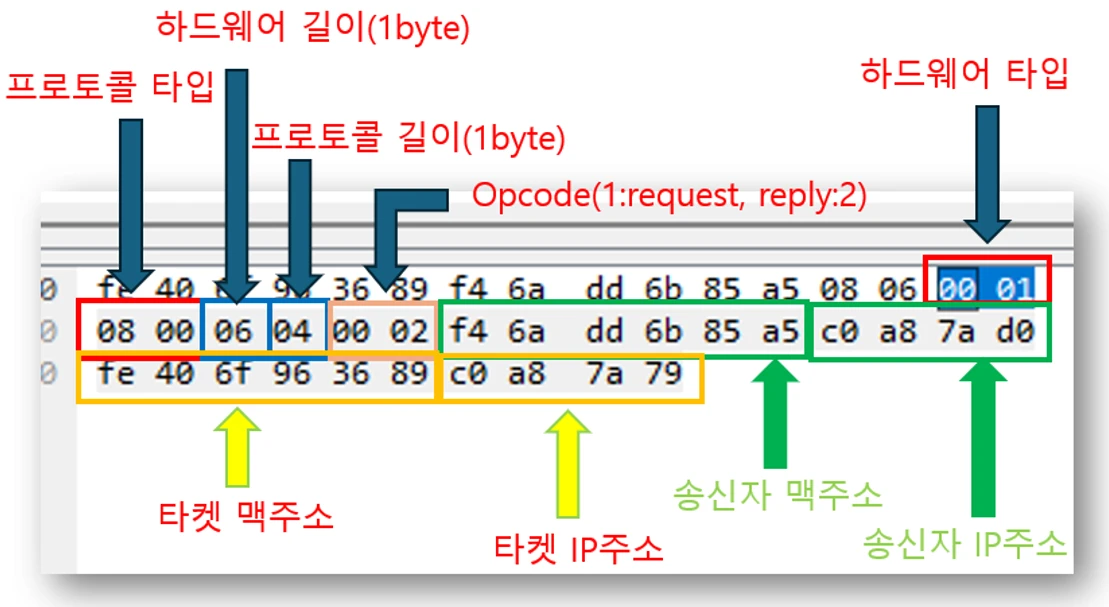 하드웨어 길이(1byte)
프로토콜 타입
하드웨어 타입
프로토콜 길이(1byte)
Opcode(1:request, reply:2)
0 fe 40 36 89 f4 6a dd 6b 85 a5 08 06 00 01
0 08 00 06 04 00 02 f4 6a dd 6b 85 a5 c0 a8 7a d0
0 fe 40 6f 96 36 89 c0 a8 7a 79
타켓 맥주소
타켓 IP주소
송신자 맥주소
송신자 IP주소